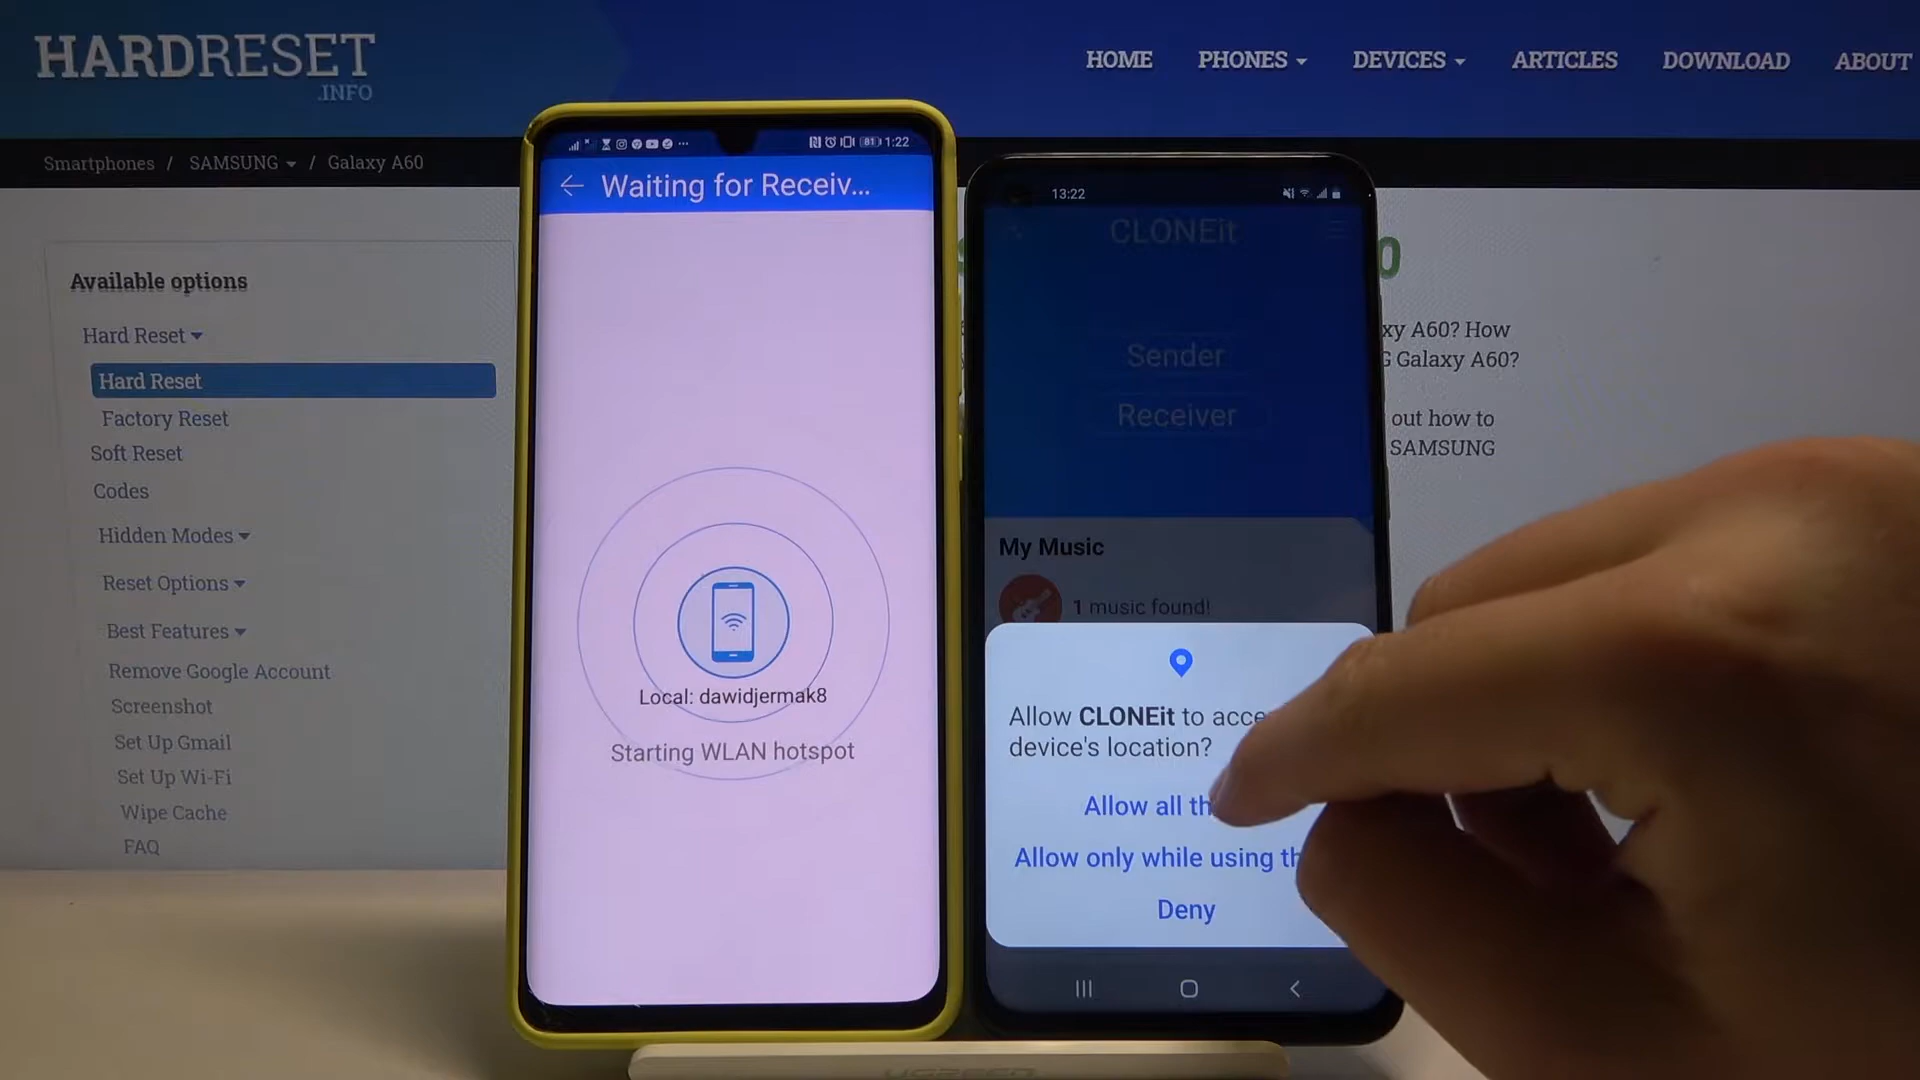 HARDRESET
.INFO
HOME PHONES DEVICES ARTICLES DOWNLOAD ABOUT
Smartphones / SAMSUNG / Galaxy A60
Available options
Hard Reset
Hard Reset
Factory Reset
Soft Reset
Codes
Hidden Modes
Reset Options
Best Features
Remove Google Account
Screenshot
Set Up Gmail
Set Up Wi-Fi
Wipe Cache
FAQ
81 1:22
Waiting for Receiv...
Local: dawidjermak8
Starting WLAN hotspot
13:22
CLONEit
Sender
Receiver
My Music
1 music found!
Allow CLONEit to acce
device's location?
Allow all th
Allow only while using th
Deny
0
xy A60? How
G Galaxy A60?
out how to
SAMSUNG
UGREEN